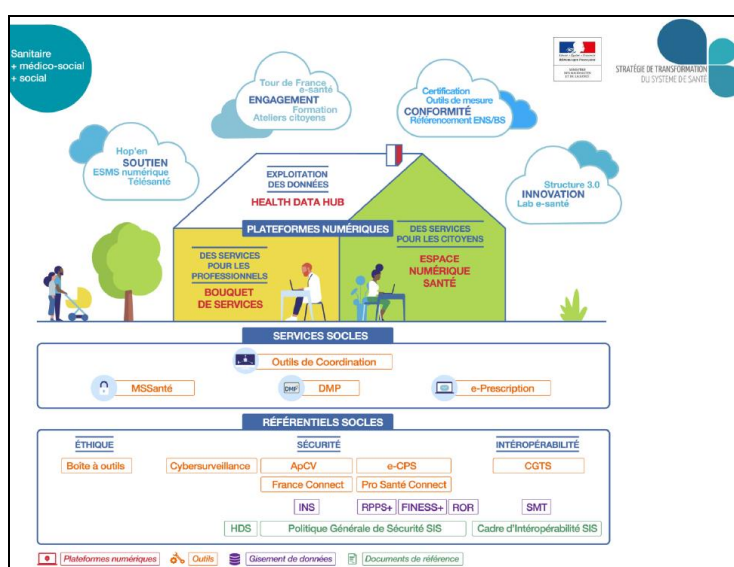 Sanitaire
+ médico-social
+ social
Tour de France
e-santé
ENGAGEMENT
Formation
Ateliers citoyens
Certification
Outils de mesure
CONFORMITÉ
Référencement ENS/BS
STRATÉGIE DE TRANSFORMATION
DU SYSTÈME DE SANTÉ
Hop'en
SOUTIEN
ESMS numérique
Télésanté
Structure 3.0
INNOVATION
Lab e-santé
EXPLOITATION
DES DONNÉES
HEALTH DATA HUB
PLATEFORMES NUMÉRIQUES
DES SERVICES
POUR LES
PROFESSIONNELS
BOUQUET
DE SERVICES
DES SERVICES
POUR LES CITOYENS
ESPACE
NUMÉRIQUE
SANTÉ
SERVICES SOCLES
Outils de Coordination
MSSanté
DMP
DMP
e-Prescription
RÉFÉRENTIELS SOCLES
ÉTHIQUE
SÉCURITÉ
INTÉROPÉRABILITÉ
Boîte à outils
Cybersurveillance
ApCV
e-CPS
CGTS
France Connect
Pro Santé Connect
INS
RPPS+
FINESS+
ROR
SMT
HDS
Politique Générale de Sécurité SIS
Cadre d'Intéropérabilité SIS
Plateformes numériques
Outils
Gisement de données
Documents de référence